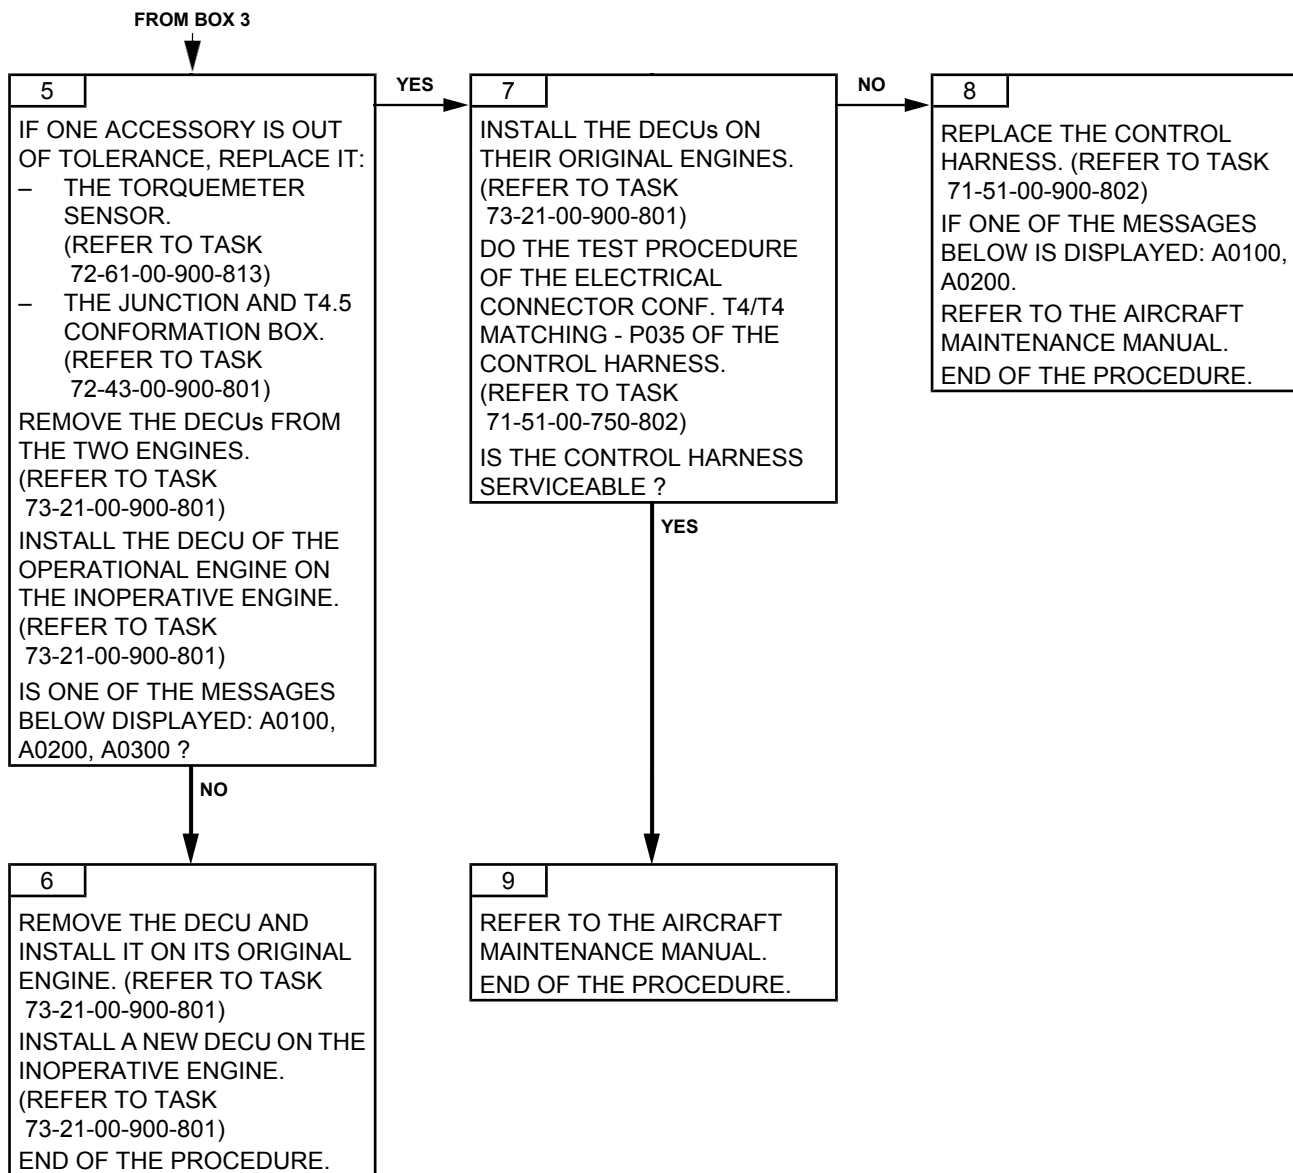 FROM BOX 3
5
IF ONE ACCESSORY IS OUT
OF TOLERANCE, REPLACE IT:
– THE TORQUEMETER
SENSOR.
(REFER TO TASK
72-61-00-900-813)
– THE JUNCTION AND T4.5
CONFORMATION BOX.
(REFER TO TASK
72-43-00-900-801)
REMOVE THE DECUs FROM
THE TWO ENGINES.
(REFER TO TASK
73-21-00-900-801)
INSTALL THE DECU OF THE
OPERATIONAL ENGINE ON
THE INOPERATIVE ENGINE.
(REFER TO TASK
73-21-00-900-801)
IS ONE OF THE MESSAGES
BELOW DISPLAYED: A0100,
A0200, A0300 ?
YES
7
INSTALL THE DECUs ON
THEIR ORIGINAL ENGINES.
(REFER TO TASK
73-21-00-900-801)
DO THE TEST PROCEDURE
OF THE ELECTRICAL
CONNECTOR CONF. T4/T4
MATCHING - P035 OF THE
CONTROL HARNESS.
(REFER TO TASK
71-51-00-750-802)
IS THE CONTROL HARNESS
SERVICEABLE ?
NO
8
REPLACE THE CONTROL
HARNESS. (REFER TO TASK
71-51-00-900-802)
IF ONE OF THE MESSAGES
BELOW IS DISPLAYED: A0100,
A0200.
REFER TO THE AIRCRAFT
MAINTENANCE MANUAL.
END OF THE PROCEDURE.
NO
6
REMOVE THE DECU AND
INSTALL IT ON ITS ORIGINAL
ENGINE. (REFER TO TASK
73-21-00-900-801)
INSTALL A NEW DECU ON THE
INOPERATIVE ENGINE.
(REFER TO TASK
73-21-00-900-801)
END OF THE PROCEDURE.
YES
9
REFER TO THE AIRCRAFT
MAINTENANCE MANUAL.
END OF THE PROCEDURE.